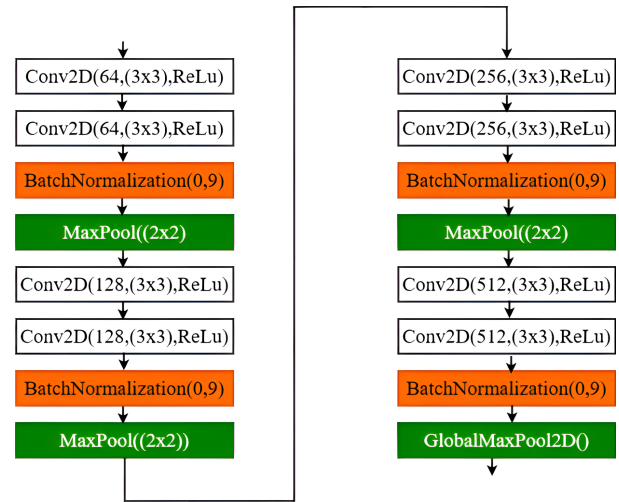 Conv2D(64,(3x3),ReLu)
Conv2D(64,(3x3),ReLu)
BatchNormalization(0,9)
MaxPool((2x2)
Conv2D(128,(3x3),ReLu)
Conv2D(128,(3x3),ReLu)
BatchNormalization(0,9)
MaxPool((2x2))
Conv2D(256,(3x3),ReLu)
Conv2D(256,(3x3),ReLu)
BatchNormalization(0,9)
MaxPool((2x2)
Conv2D(512,(3x3),ReLu)
Conv2D(512,(3x3),ReLu)
BatchNormalization(0,9)
GlobalMaxPool2D()